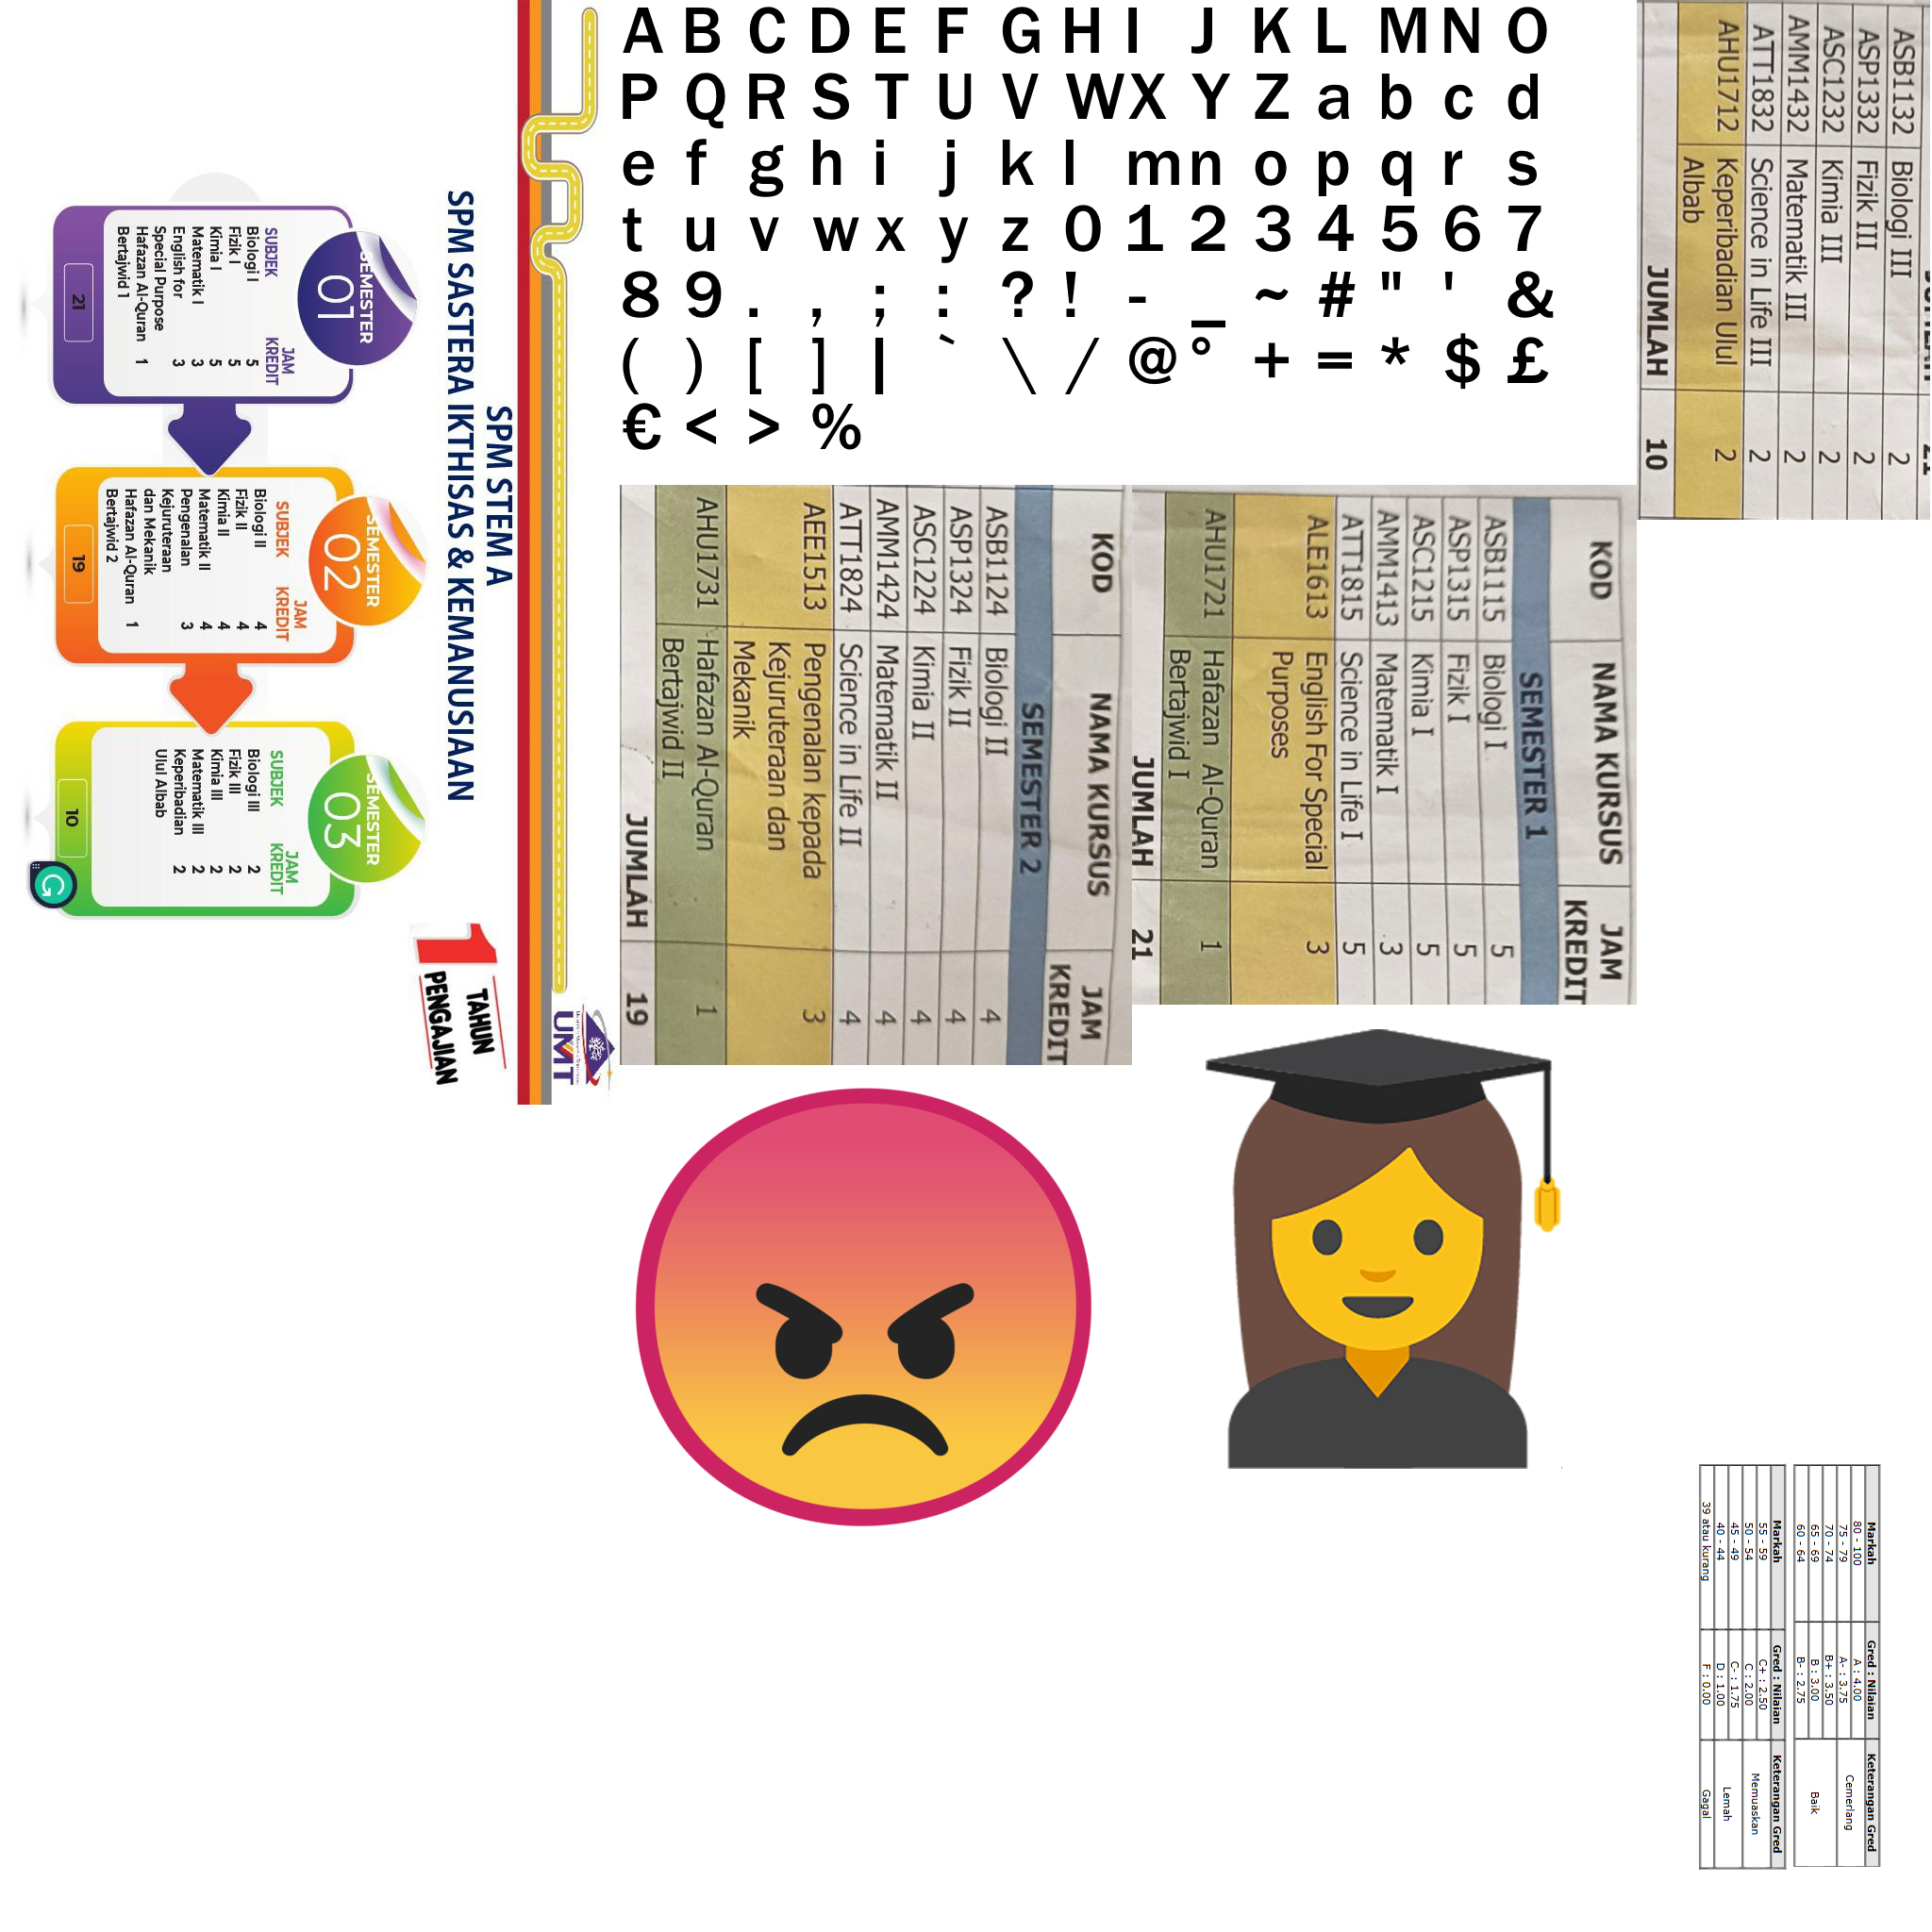 SPM STEM A
SPM SASTERA IKTHISAS & KEMANUSIAAN
1 TAHUN
PENGAJIAN
UMT
SEMESTER
01
SUBJEK JAM KREDIT
Biologi I 5
Fizik I 5
Kimia I 5
Matematik I 3
English for Special Purpose 3
Hafazan Al-Quran Bertajwid 1 1
21
SEMESTER
02
SUBJEK JAM KREDIT
Biologi II 4
Fizik II 4
Kimia II 4
Matematik II 4
Pengenalan Kejuruteraan dan Mekanik 3
Hafazan Al-Quran Bertajwid 2 1
19
SEMESTER
03
SUBJEK JAM KREDIT
Biologi III 2
Fizik III 2
Kimia III 2
Matematik III 2
Keperibadian Ulul Albab 2
10
A B C D E F G H I J K L M N O
P Q R S T U V W X Y Z a b c d
e f g h i j k l m n o p q r s
t u v w x y z 0 1 2 3 4 5 6 7
8 9 . , ; : ? ! - _ ~ # " ' &
( ) [ ] | ` \ / @ ° + = * $ £
€ < > %
ASB1132 Biologi III 2
ASP1332 Fizik III 2
ASC1232 Kimia III 2
AMM1432 Matematik III 2
ATT1832 Science in Life III 2
AHU1712 Keperibadian Ulul Albab 2
JUMLAH 10
KOD NAMA KURSUS JAM KREDIT
SEMESTER 1
ASB1115 Biologi I 5
ASP1315 Fizik I 5
ASC1215 Kimia I 5
AMM1413 Matematik I 3
ATT1815 Science in Life I 5
ALE1613 English For Special Purposes 3
AHU1721 Hafazan Al-Quran Bertajwid I 1
JUMLAH 21
KOD NAMA KURSUS JAM KREDIT
SEMESTER 2
ASB1124 Biologi II 4
ASP1324 Fizik II 4
ASC1224 Kimia II 4
AMM1424 Matematik II 4
ATT1824 Science in Life II 4
AEE1513 Pengenalan kepada Kejuruteraan dan Mekanik 3
AHU1731 Hafazan Al-Quran Bertajwid II 1
JUMLAH 19
Markah Gred : Nilaian Keterangan Gred
80 - 100 A : 4.00 Cemerlang
75 - 79 A- : 3.75
70 - 74 B+ : 3.50 Baik
65 - 69 B : 3.00
60 - 64 B- : 2.75
Markah Gred : Nilaian Keterangan Gred
55 - 59 C+ : 2.50 Memuaskan
50 - 54 C : 2.00
45 - 49 C- : 1.75 Lemah
40 - 44 D : 1.00
39 atau kurang F : 0.00 Gagal